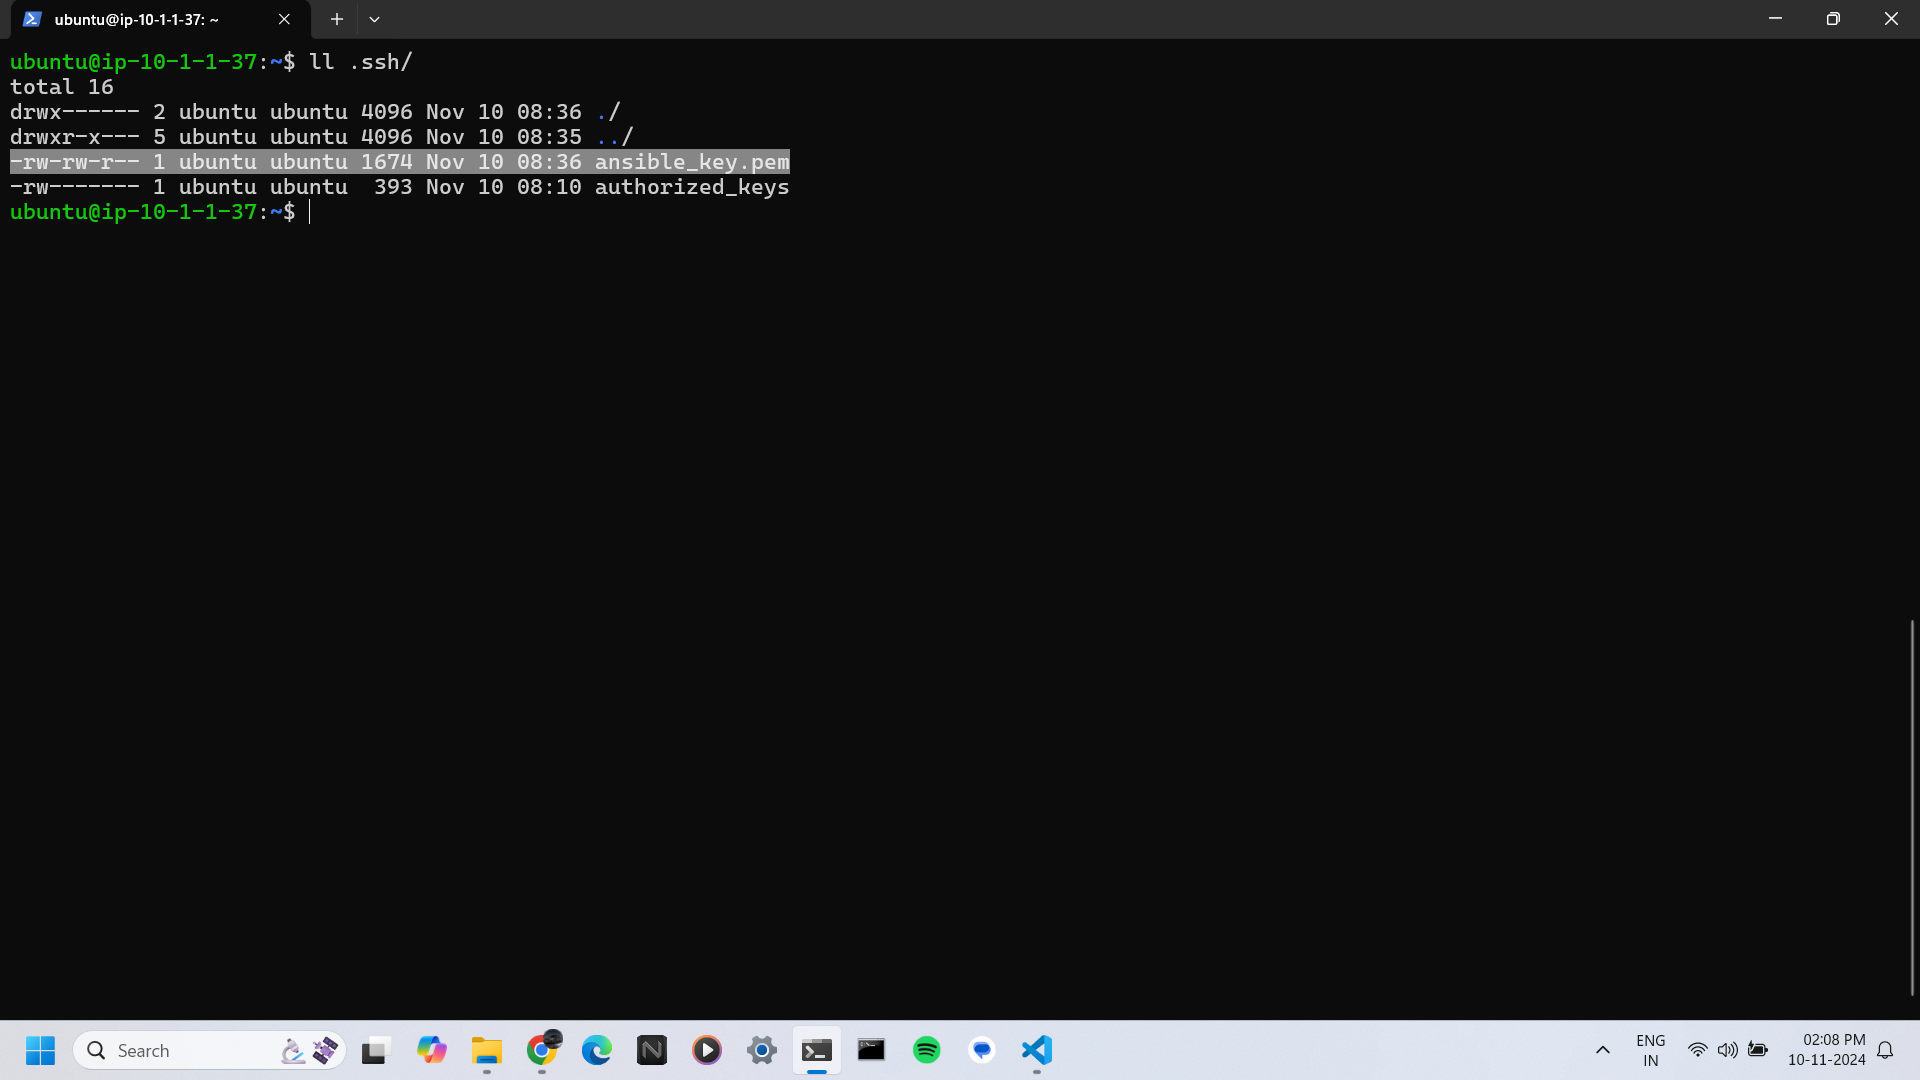 ubuntu@ip-10-1-1-37: ~
ubuntu@ip-10-1-1-37:~$ ll .ssh/
total 16
drwx------ 2 ubuntu ubuntu 4096 Nov 10 08:36 ./
drwxr-x--- 5 ubuntu ubuntu 4096 Nov 10 08:35 ../
-rw-rw-r-- 1 ubuntu ubuntu 1674 Nov 10 08:36 ansible_key.pem
-rw------- 1 ubuntu ubuntu  393 Nov 10 08:10 authorized_keys
ubuntu@ip-10-1-1-37:~$
Search
ENG
IN
02:08 PM
10-11-2024